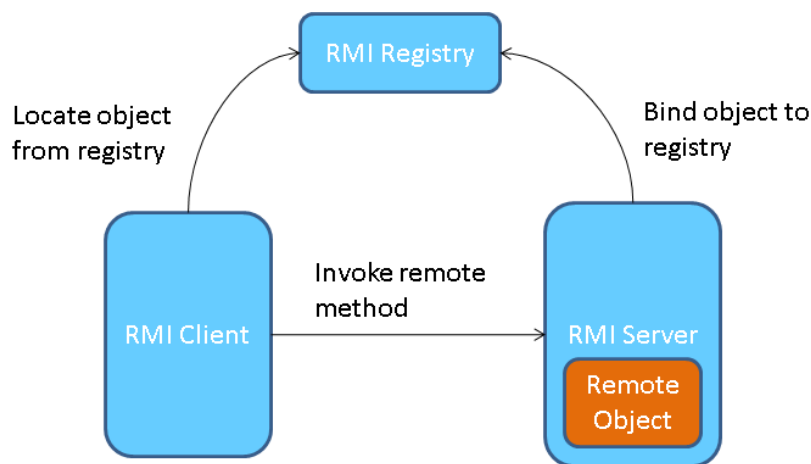 RMI Registry
Locate object
from registry
Bind object to
registry
Invoke remote
method
RMI Client
RMI Server
Remote
Object